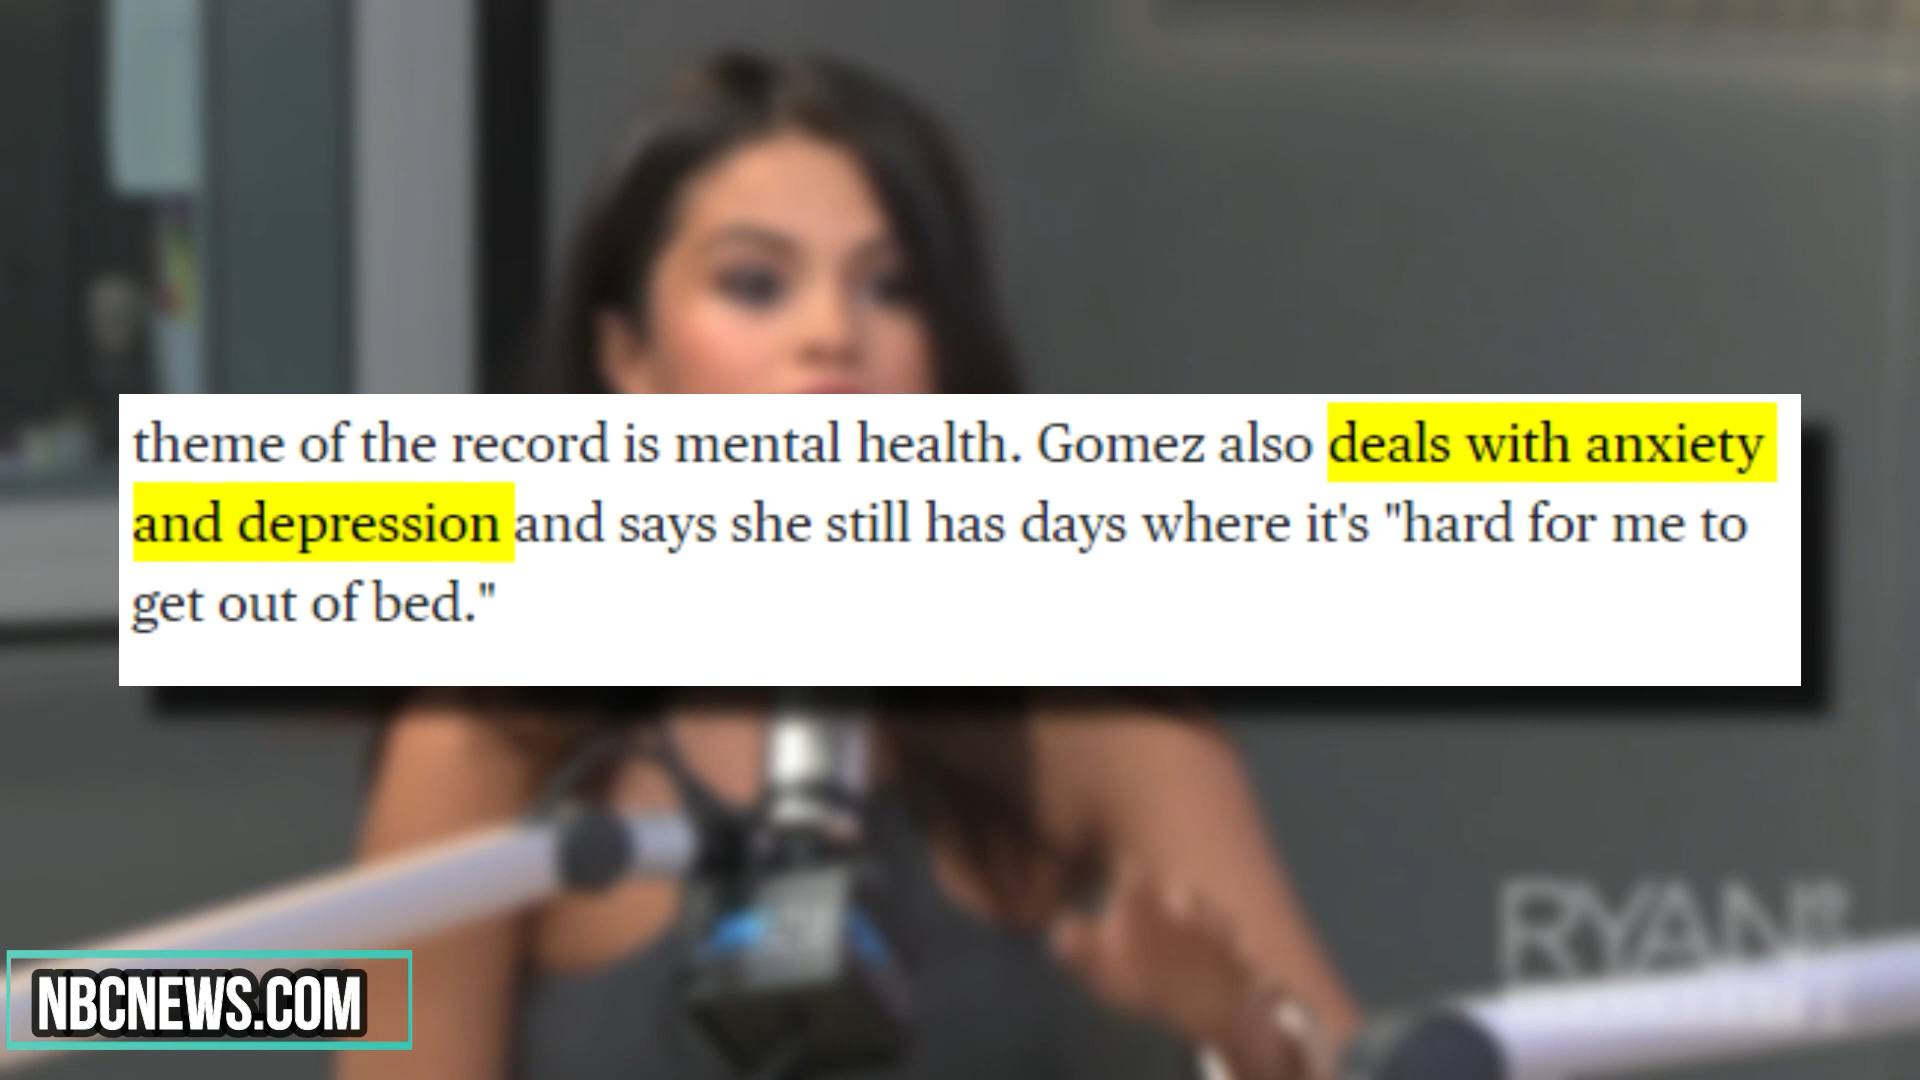 theme of the record is mental health. Gomez also deals with anxiety
and depression and says she still has days where it's "hard for me to
get out of bed."
RYAN
NBCNEWS.COM